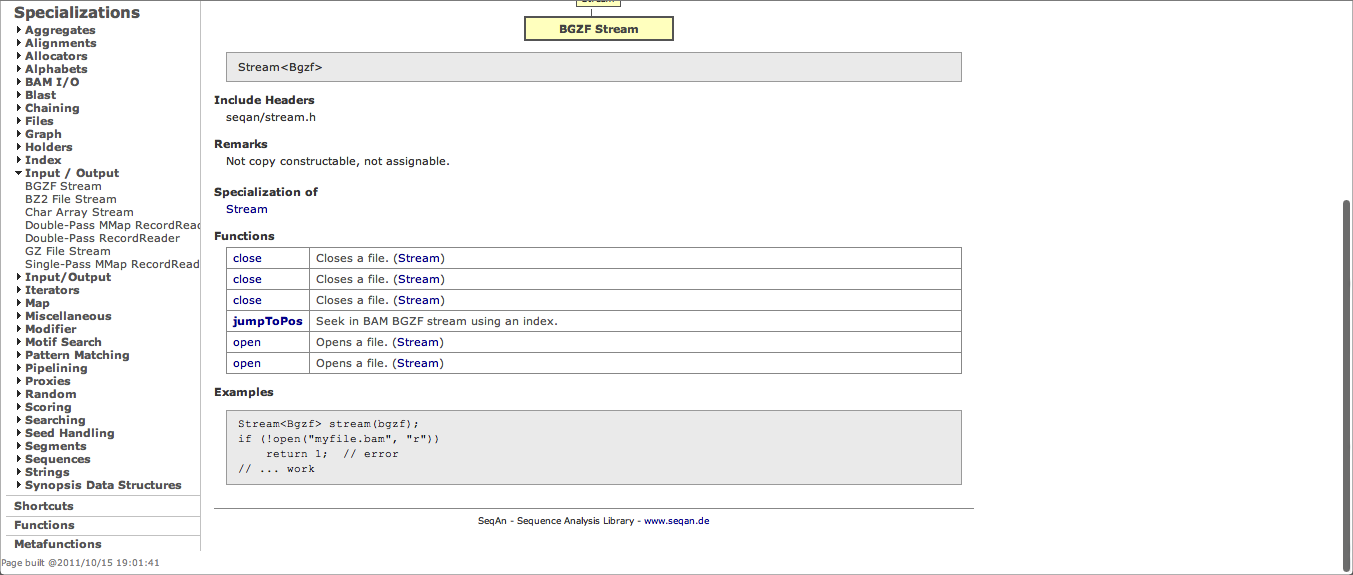 Specializations
Aggregates
Alignments
Allocators
Alphabets
BAM I/O
Blast
Chaining
Files
Graph
Holders
Index
Input / Output
BGZF Stream
BZ2 File Stream
Char Array Stream
Double-Pass MMap RecordRead
Double-Pass RecordReader
GZ File Stream
Single-Pass MMap RecordRead
Input/Output
Iterators
Map
Miscellaneous
Modifier
Motif Search
Pattern Matching
Pipelining
Proxies
Random
Scoring
Searching
Seed Handling
Segments
Sequences
Strings
Synopsis Data Structures
Shortcuts
Functions
Metafunctions
Page built @2011/10/15 19:01:41
BGZF Stream
Stream<Bgzf>
Include Headers
seqan/stream.h
Remarks
Not copy constructable, not assignable.
Specialization of
Stream
Functions
close Closes a file. (Stream)
close Closes a file. (Stream)
close Closes a file. (Stream)
jumpToPos Seek in BAM BGZF stream using an index.
open Opens a file. (Stream)
open Opens a file. (Stream)
Examples
Stream<Bgzf> stream(bgzf);
if (!open("myfile.bam", "r"))
    return 1;  // error
// ... work
SeqAn - Sequence Analysis Library - www.seqan.de